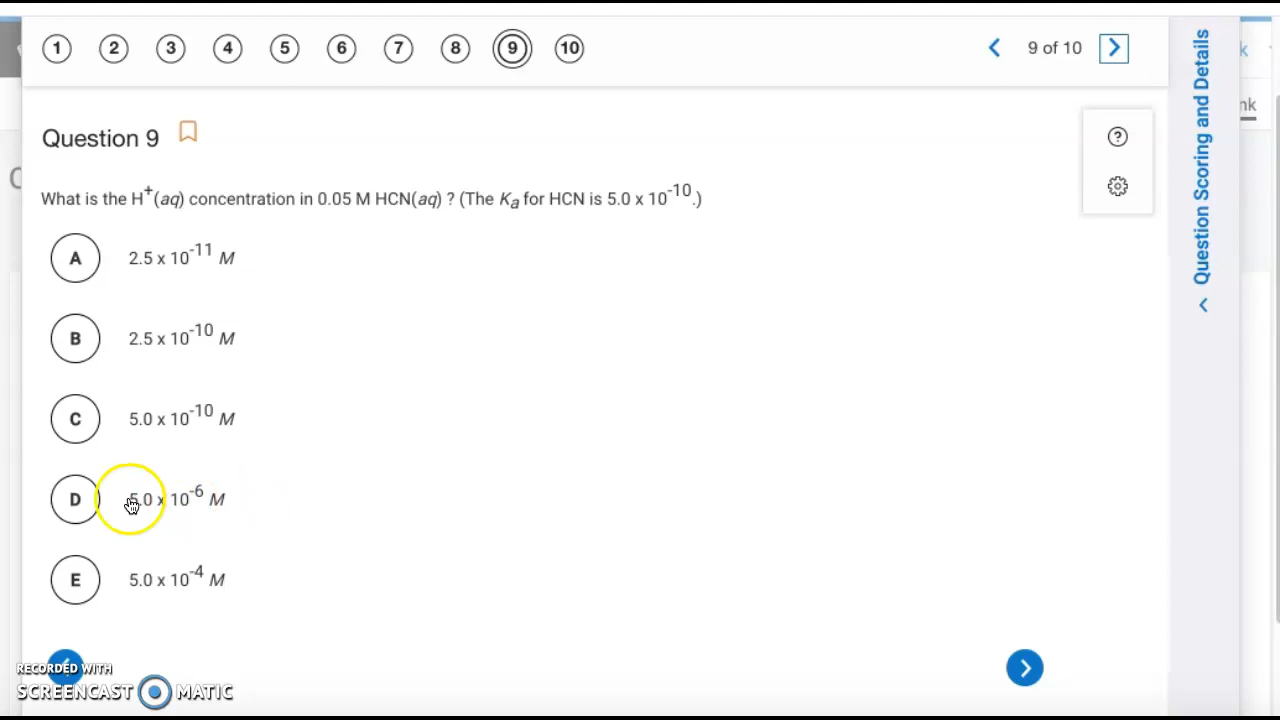 1 2 3 4 5 6 7 8 9 10
9 of 10
Question 9
What is the H⁺(aq) concentration in 0.05 M HCN(aq) ? (The Kₐ for HCN is 5.0 x 10⁻¹⁰.)
A 2.5 x 10⁻¹¹ M
B 2.5 x 10⁻¹⁰ M
C 5.0 x 10⁻¹⁰ M
D 5.0 x 10⁻⁶ M
E 5.0 x 10⁻⁴ M
Question Scoring and Details
RECORDED WITH
SCREENCAST MATIC